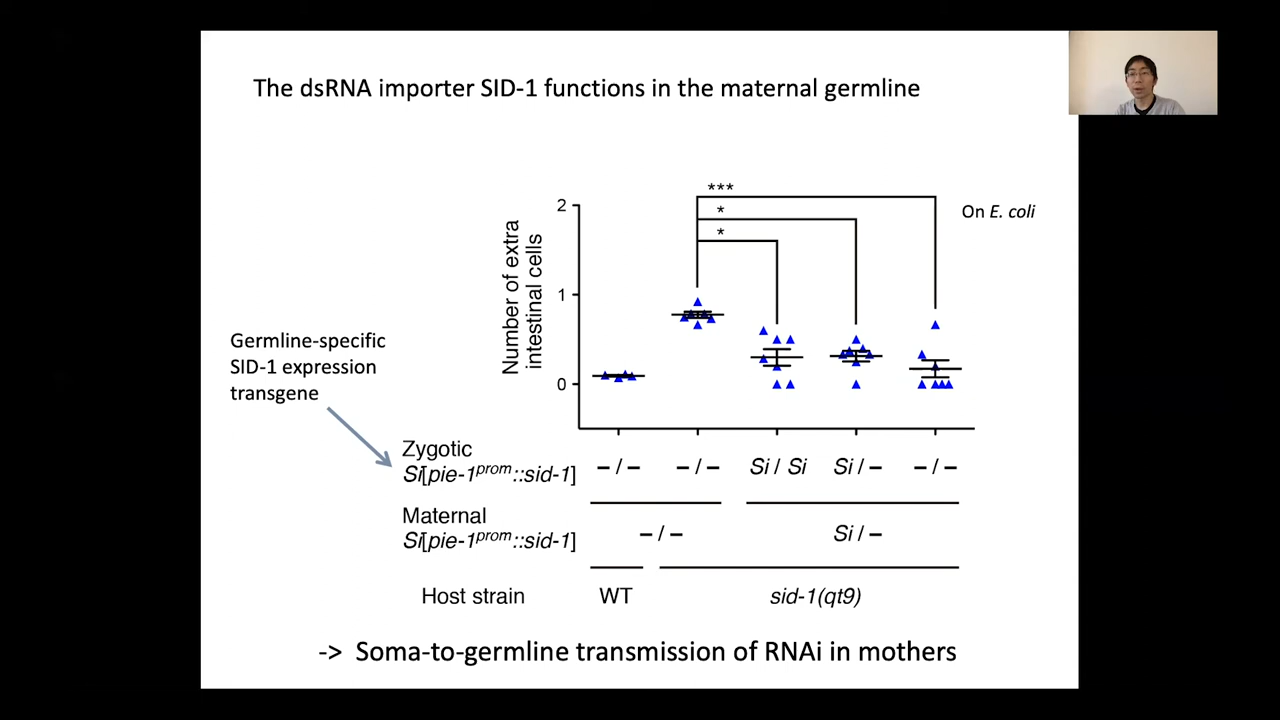 The dsRNA importer SID-1 functions in the maternal germline
***
*
*
On E. coli
2
1
0
Number of extra
intestinal cells
Germline-specific
SID-1 expression
transgene
Zygotic
Si[pie-1prom::sid-1]
–/– –/– Si/Si Si/– –/–
Maternal
Si[pie-1prom::sid-1]
–/– Si/–
Host strain WT sid-1(qt9)
-> Soma-to-germline transmission of RNAi in mothers